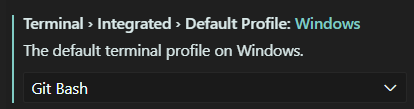 Terminal › Integrated › Default Profile: Windows
The default terminal profile on Windows.
Git Bash